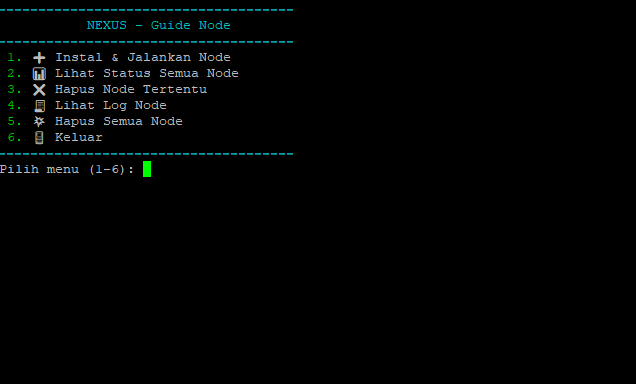 NEXUS - Guide Node
1. ➕ Instal & Jalankan Node
2. 📊 Lihat Status Semua Node
3. ❌ Hapus Node Tertentu
4. 🧾 Lihat Log Node
5. 💥 Hapus Semua Node
6. 🚪 Keluar
Pilih menu (1-6):